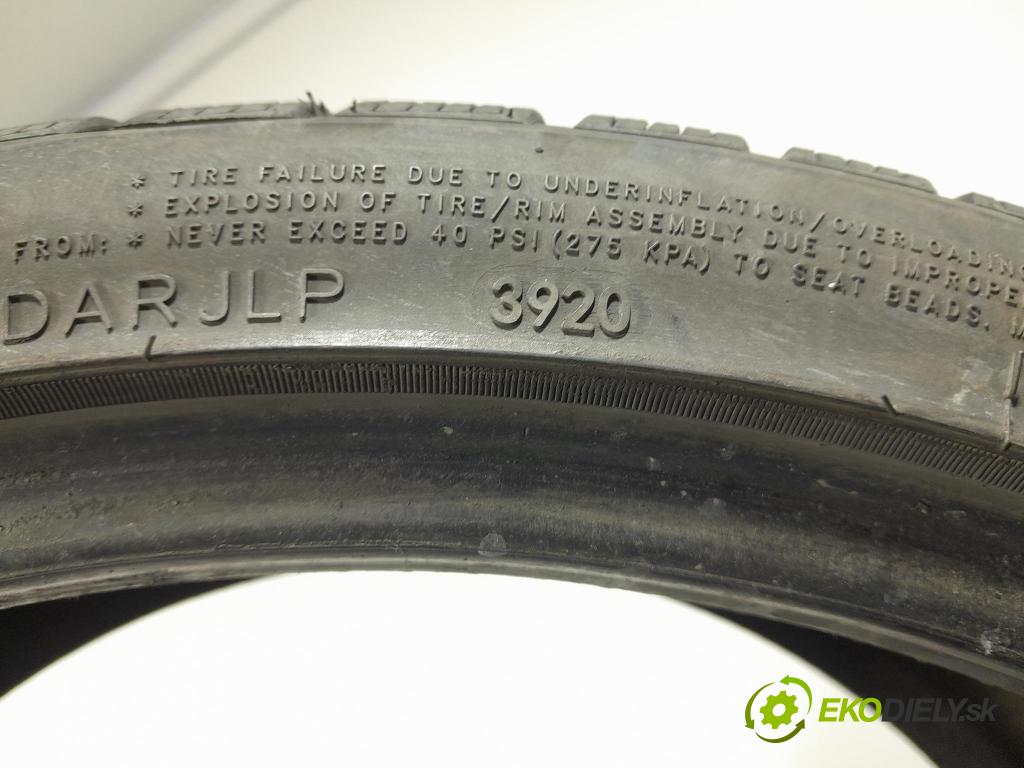 * TIRE FAILURE DUE TO UNDERINFLATION/OVERLOADING
* EXPLOSION OF TIRE/RIM ASSEMBLY DUE TO IMPROPE
FROM: * NEVER EXCEED 40 PSI (275 KPA) TO SEAT BEADS. M
DARJLP 3920
EKODIELY.sk